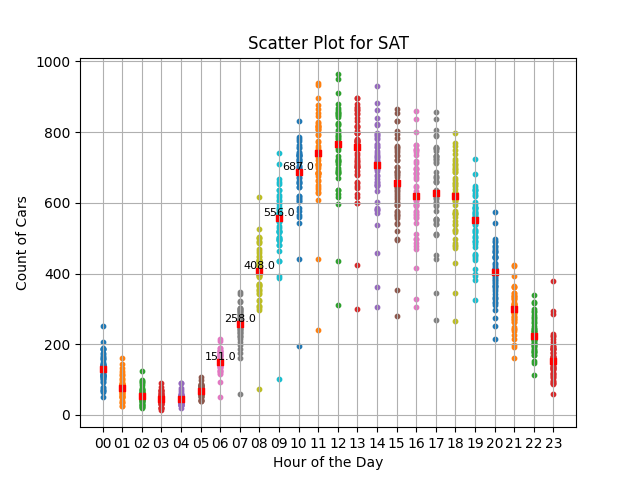 Scatter Plot for SAT
1000
800
600
400
200
0
Count of Cars
687.0
556.0
408.0
258.0
151.0
00 01 02 03 04 05 06 07 08 09 10 11 12 13 14 15 16 17 18 19 20 21 22 23
Hour of the Day